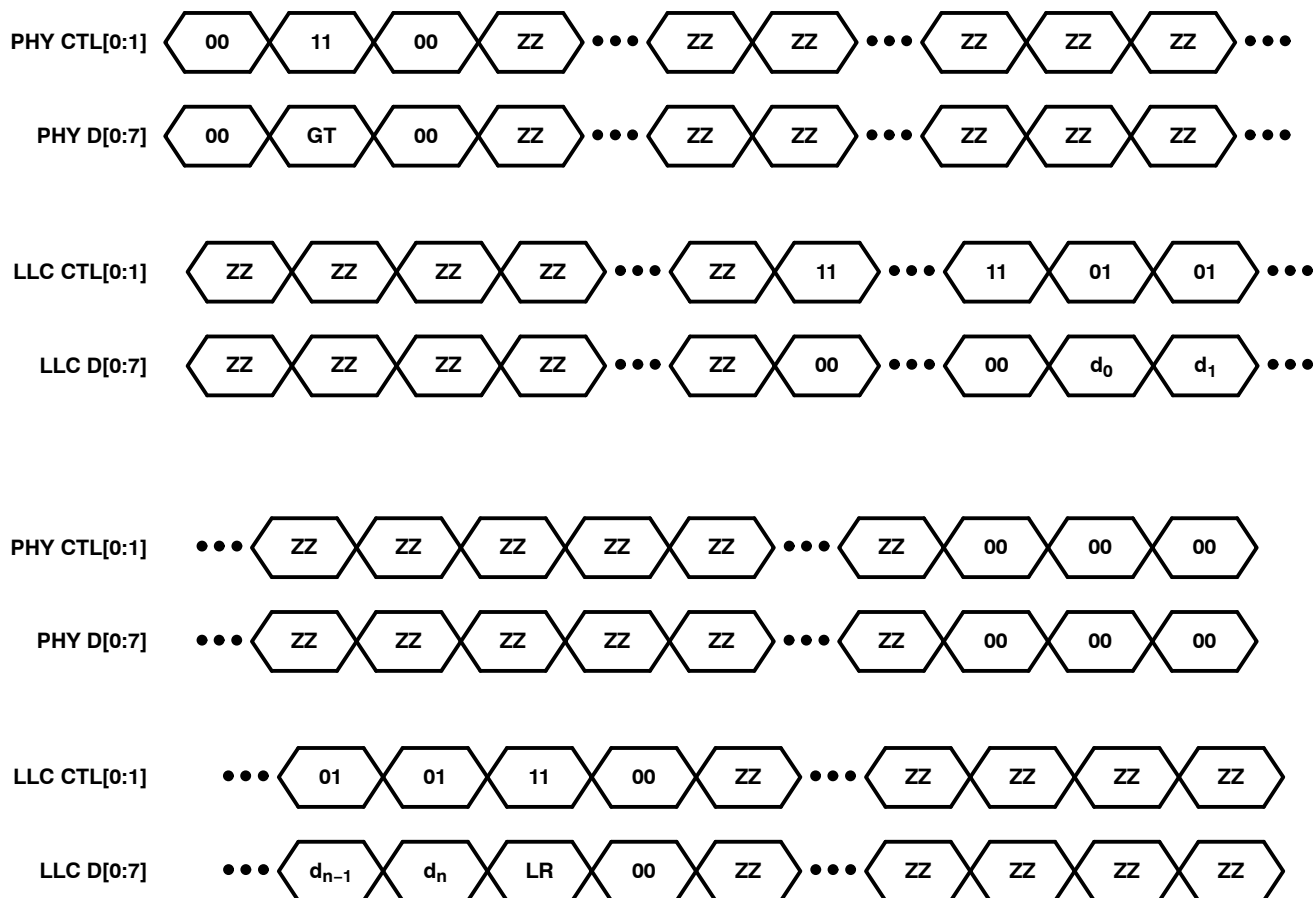 PHY CTL[0:1] 00 11 00 ZZ ••• ZZ ZZ ••• ZZ ZZ ZZ •••
PHY D[0:7] 00 GT 00 ZZ ••• ZZ ZZ ••• ZZ ZZ ZZ •••
LLC CTL[0:1] ZZ ZZ ZZ ZZ ••• ZZ 11 ••• 11 01 01 •••
LLC D[0:7] ZZ ZZ ZZ ZZ ••• ZZ 00 ••• 00 d0 d1 •••
PHY CTL[0:1] ••• ZZ ZZ ZZ ZZ ZZ ••• ZZ 00 00 00
PHY D[0:7] ••• ZZ ZZ ZZ ZZ ZZ ••• ZZ 00 00 00
LLC CTL[0:1] ••• 01 01 11 00 ZZ ••• ZZ ZZ ZZ ZZ
LLC D[0:7] ••• dn−1 dn LR 00 ZZ ••• ZZ ZZ ZZ ZZ